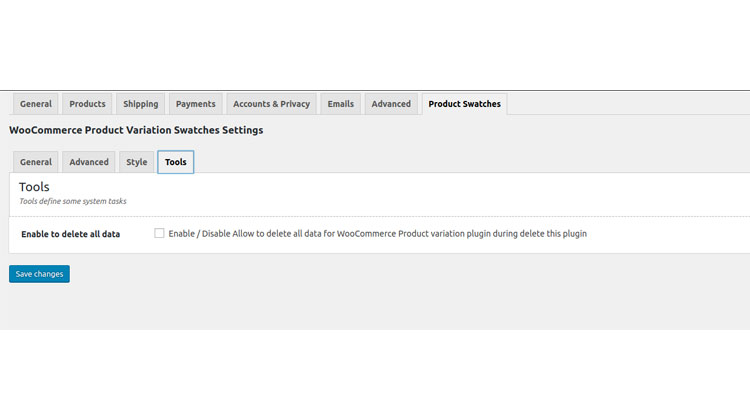 General Products Shipping Payments Accounts & Privacy Emails Advanced Product Swatches
WooCommerce Product Variation Swatches Settings
General Advanced Style Tools
Tools
Tools define some system tasks
Enable to delete all data Enable / Disable Allow to delete all data for WooCommerce Product variation plugin during delete this plugin
Save changes